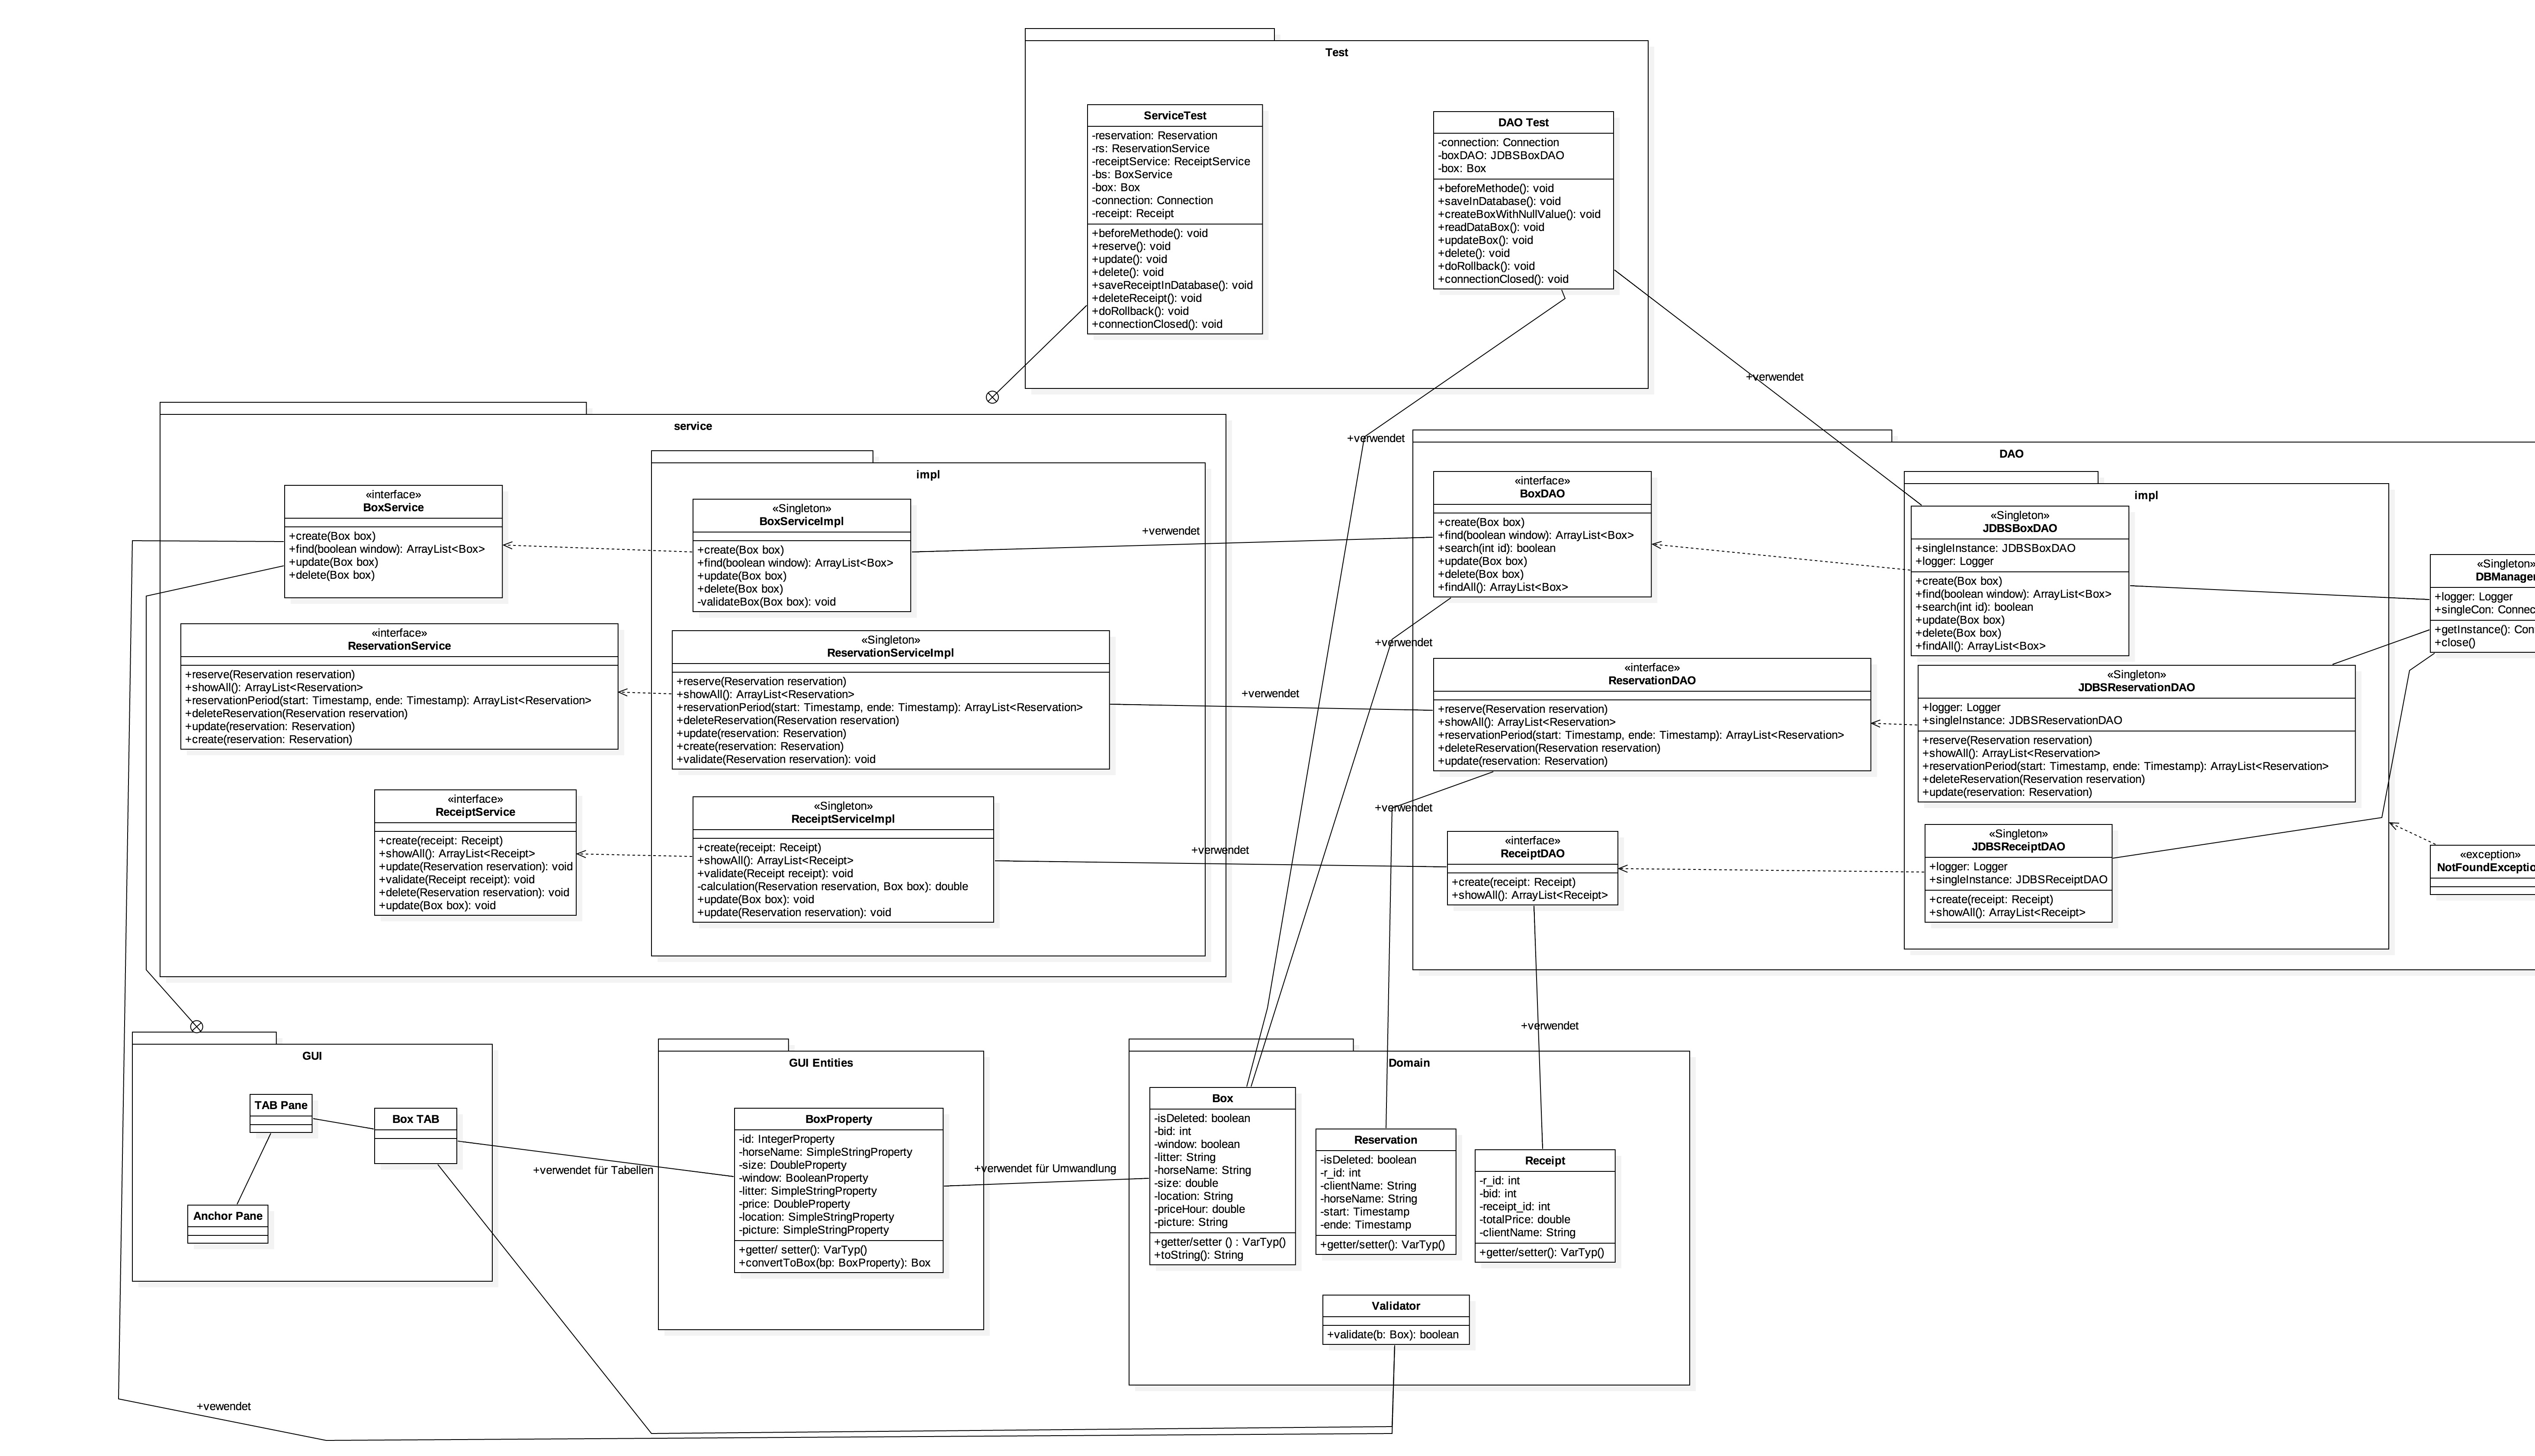 Test
ServiceTest
-reservation: Reservation
-rs: ReservationService
-receiptService: ReceiptService
-bs: BoxService
-box: Box
-connection: Connection
-receipt: Receipt
+beforeMethode(): void
+reserve(): void
+update(): void
+delete(): void
+saveReceiptInDatabase(): void
+deleteReceipt(): void
+doRollback(): void
+connectionClosed(): void
DAO Test
-connection: Connection
-boxDAO: JDBSBoxDAO
-box: Box
+beforeMethode(): void
+saveInDatabase(): void
+createBoxWithNullValue(): void
+readDataBox(): void
+updateBox(): void
+delete(): void
+doRollback(): void
+connectionClosed(): void
+verwendet
+verwendet
service
«interface»
BoxService
+create(Box box)
+find(boolean window): ArrayList<Box>
+update(Box box)
+delete(Box box)
«interface»
ReservationService
+reserve(Reservation reservation)
+showAll(): ArrayList<Reservation>
+reservationPeriod(start: Timestamp, ende: Timestamp): ArrayList<Reservation>
+deleteReservation(Reservation reservation)
+update(reservation: Reservation)
+create(reservation: Reservation)
«interface»
ReceiptService
+create(receipt: Receipt)
+showAll(): ArrayList<Receipt>
+update(Reservation reservation): void
+validate(Receipt receipt): void
+delete(Reservation reservation): void
+update(Box box): void
impl
«Singleton»
BoxServiceImpl
+create(Box box)
+find(boolean window): ArrayList<Box>
+update(Box box)
+delete(Box box)
-validateBox(Box box): void
«Singleton»
ReservationServiceImpl
+reserve(Reservation reservation)
+showAll(): ArrayList<Reservation>
+reservationPeriod(start: Timestamp, ende: Timestamp): ArrayList<Reservation>
+deleteReservation(Reservation reservation)
+update(reservation: Reservation)
+create(reservation: Reservation)
+validate(Reservation reservation): void
«Singleton»
ReceiptServiceImpl
+create(receipt: Receipt)
+showAll(): ArrayList<Receipt>
+validate(Receipt receipt): void
-calculation(Reservation reservation, Box box): double
+update(Box box): void
+update(Reservation reservation): void
+verwendet
+verwendet
+verwendet
DAO
«interface»
BoxDAO
+create(Box box)
+find(boolean window): ArrayList<Box>
+search(int id): boolean
+update(Box box)
+delete(Box box)
+findAll(): ArrayList<Box>
+verwendet
«interface»
ReservationDAO
+reserve(Reservation reservation)
+showAll(): ArrayList<Reservation>
+reservationPeriod(start: Timestamp, ende: Timestamp): ArrayList<Reservation>
+deleteReservation(Reservation reservation)
+update(reservation: Reservation)
+verwendet
«interface»
ReceiptDAO
+create(receipt: Receipt)
+showAll(): ArrayList<Receipt>
+verwendet
impl
«Singleton»
JDBSBoxDAO
+singleInstance: JDBSBoxDAO
+logger: Logger
+create(Box box)
+find(boolean window): ArrayList<Box>
+search(int id): boolean
+update(Box box)
+delete(Box box)
+findAll(): ArrayList<Box>
«Singleton»
JDBSReservationDAO
+logger: Logger
+singleInstance: JDBSReservationDAO
+reserve(Reservation reservation)
+showAll(): ArrayList<Reservation>
+reservationPeriod(start: Timestamp, ende: Timestamp): ArrayList<Reservation>
+deleteReservation(Reservation reservation)
+update(reservation: Reservation)
«Singleton»
JDBSReceiptDAO
+logger: Logger
+singleInstance: JDBSReceiptDAO
+create(receipt: Receipt)
+showAll(): ArrayList<Receipt>
«Singleton»
DBManager
+logger: Logger
+singleCon: Connec
+getInstance(): Con
+close()
«exception»
NotFoundExceptio
GUI
TAB Pane
Box TAB
Anchor Pane
+verwendet für Tabellen
GUI Entities
BoxProperty
-id: IntegerProperty
-horseName: SimpleStringProperty
-size: DoubleProperty
-window: BooleanProperty
-litter: SimpleStringProperty
-price: DoubleProperty
-location: SimpleStringProperty
-picture: SimpleStringProperty
+getter/ setter(): VarTyp()
+convertToBox(bp: BoxProperty): Box
+verwendet für Umwandlung
Domain
Box
-isDeleted: boolean
-bid: int
-window: boolean
-litter: String
-horseName: String
-size: double
-location: String
-priceHour: double
-picture: String
+getter/setter () : VarTyp()
+toString(): String
Reservation
-isDeleted: boolean
-r_id: int
-clientName: String
-horseName: String
-start: Timestamp
-ende: Timestamp
+getter/setter(): VarTyp()
Receipt
-r_id: int
-bid: int
-receipt_id: int
-totalPrice: double
-clientName: String
+getter/setter(): VarTyp()
Validator
+validate(b: Box): boolean
+vewendet